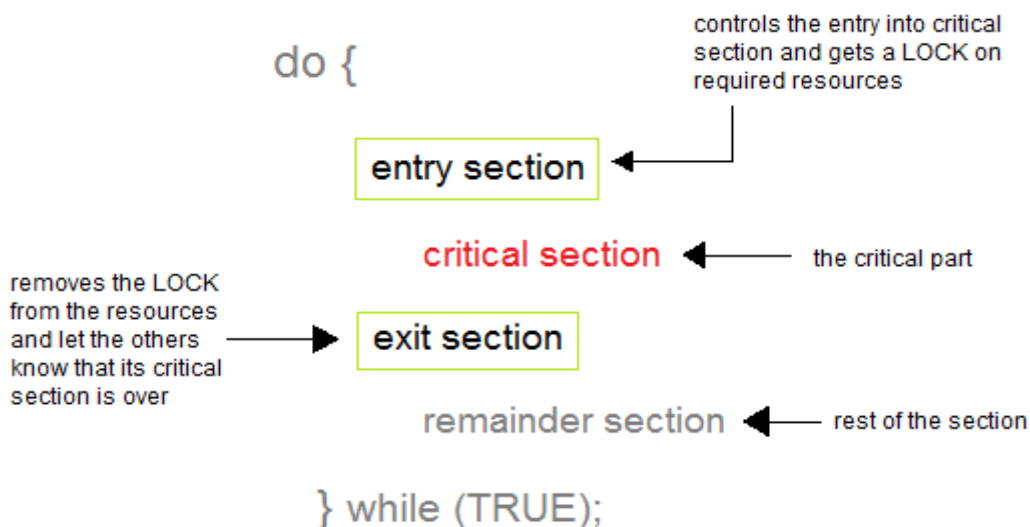 controls the entry into critical
section and gets a LOCK on
required resources
do {
entry section
critical section
the critical part
removes the LOCK
from the resources
and let the others
know that its critical
section is over
exit section
remainder section
rest of the section
} while (TRUE);